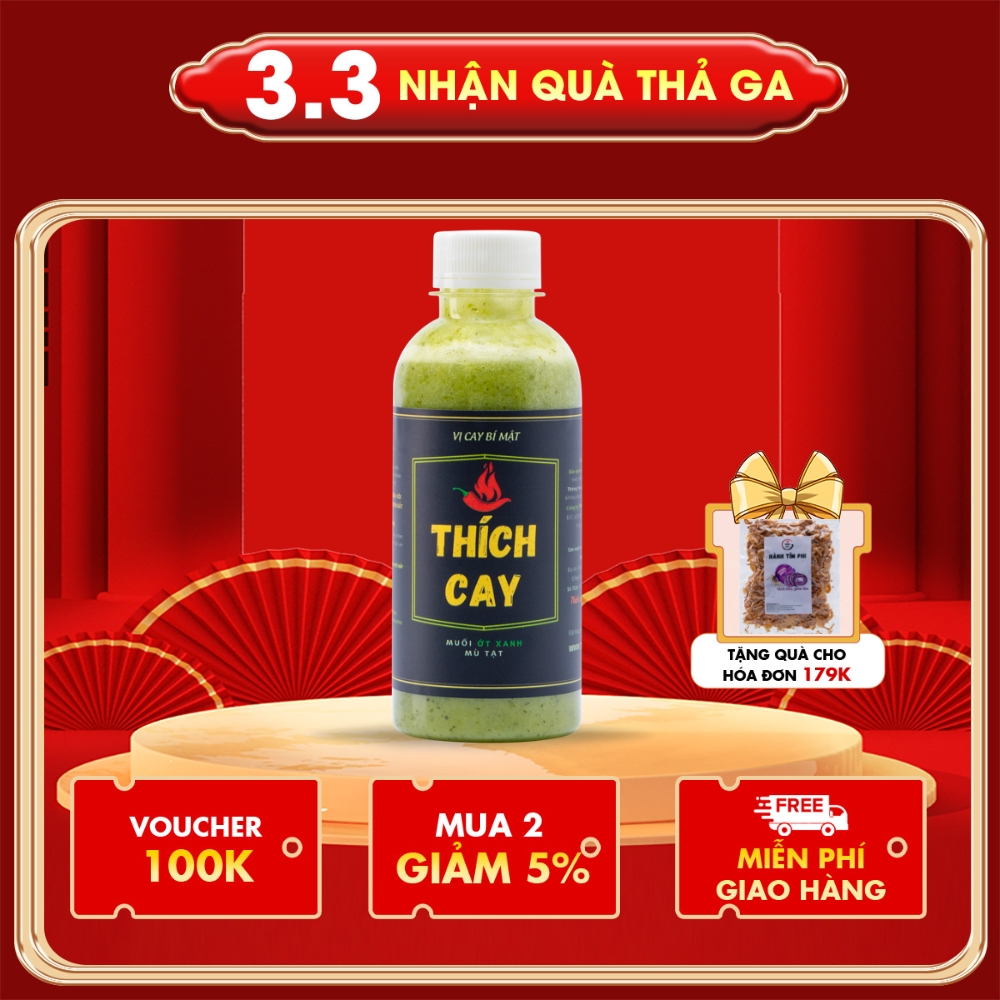 3.3 NHẬN QUÀ THẢ GA
VỊ CAY BÍ MẬT
THÍCH
CAY
MUỐI ỚT XANH
MÙ TẠT
HÀNH TÍM PHI
TẶNG QUÀ CHO
HÓA ĐƠN 179K
VOUCHER
100K
MUA 2
GIẢM 5%
FREE
MIỄN PHÍ
GIAO HÀNG